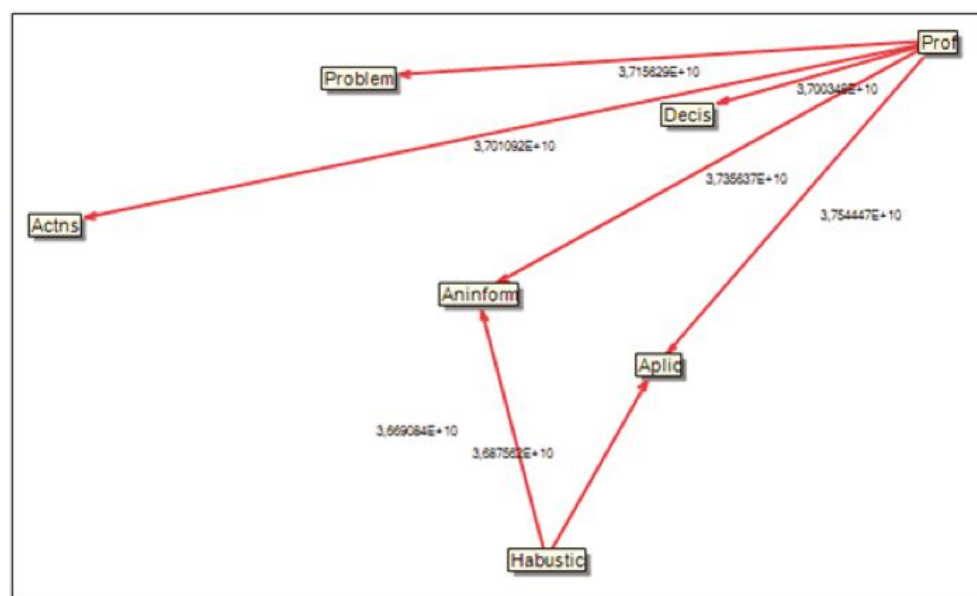 Prof
Problem
3,715629E+10
3,700348E+10
Decis
3,701092E+10
3,735637E+10
3,754447E+10
Actns
Aninform
Aplic
3,669084E+10
3,687562E+10
Habustic